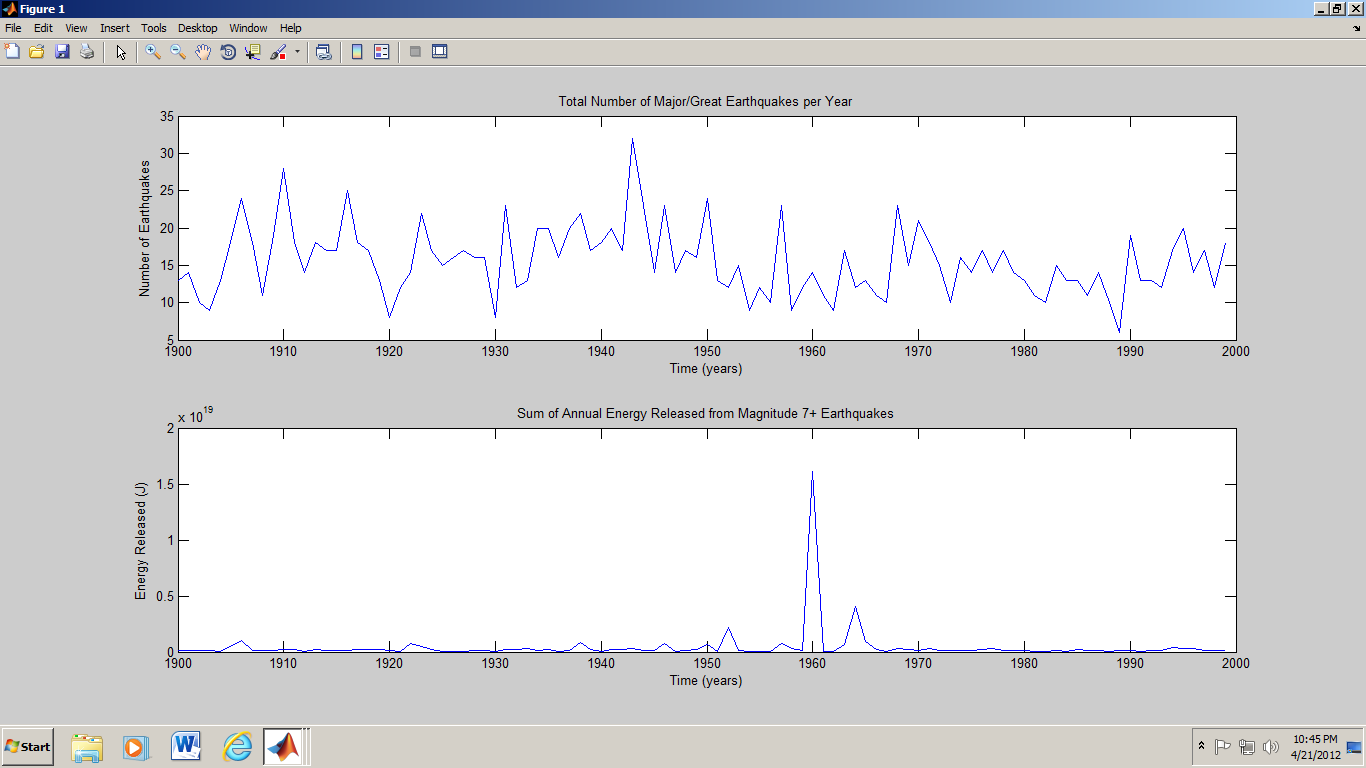 Figure 1
File Edit View Insert Tools Desktop Window Help
Total Number of Major/Great Earthquakes per Year
35
30
25
20
15
10
5
Number of Earthquakes
1900 1910 1920 1930 1940 1950 1960 1970 1980 1990 2000
Time (years)
Sum of Annual Energy Released from Magnitude 7+ Earthquakes
x 10^19
2
1.5
1
0.5
0
Energy Released (J)
1900 1910 1920 1930 1940 1950 1960 1970 1980 1990 2000
Time (years)
Start
10:45 PM
4/21/2012